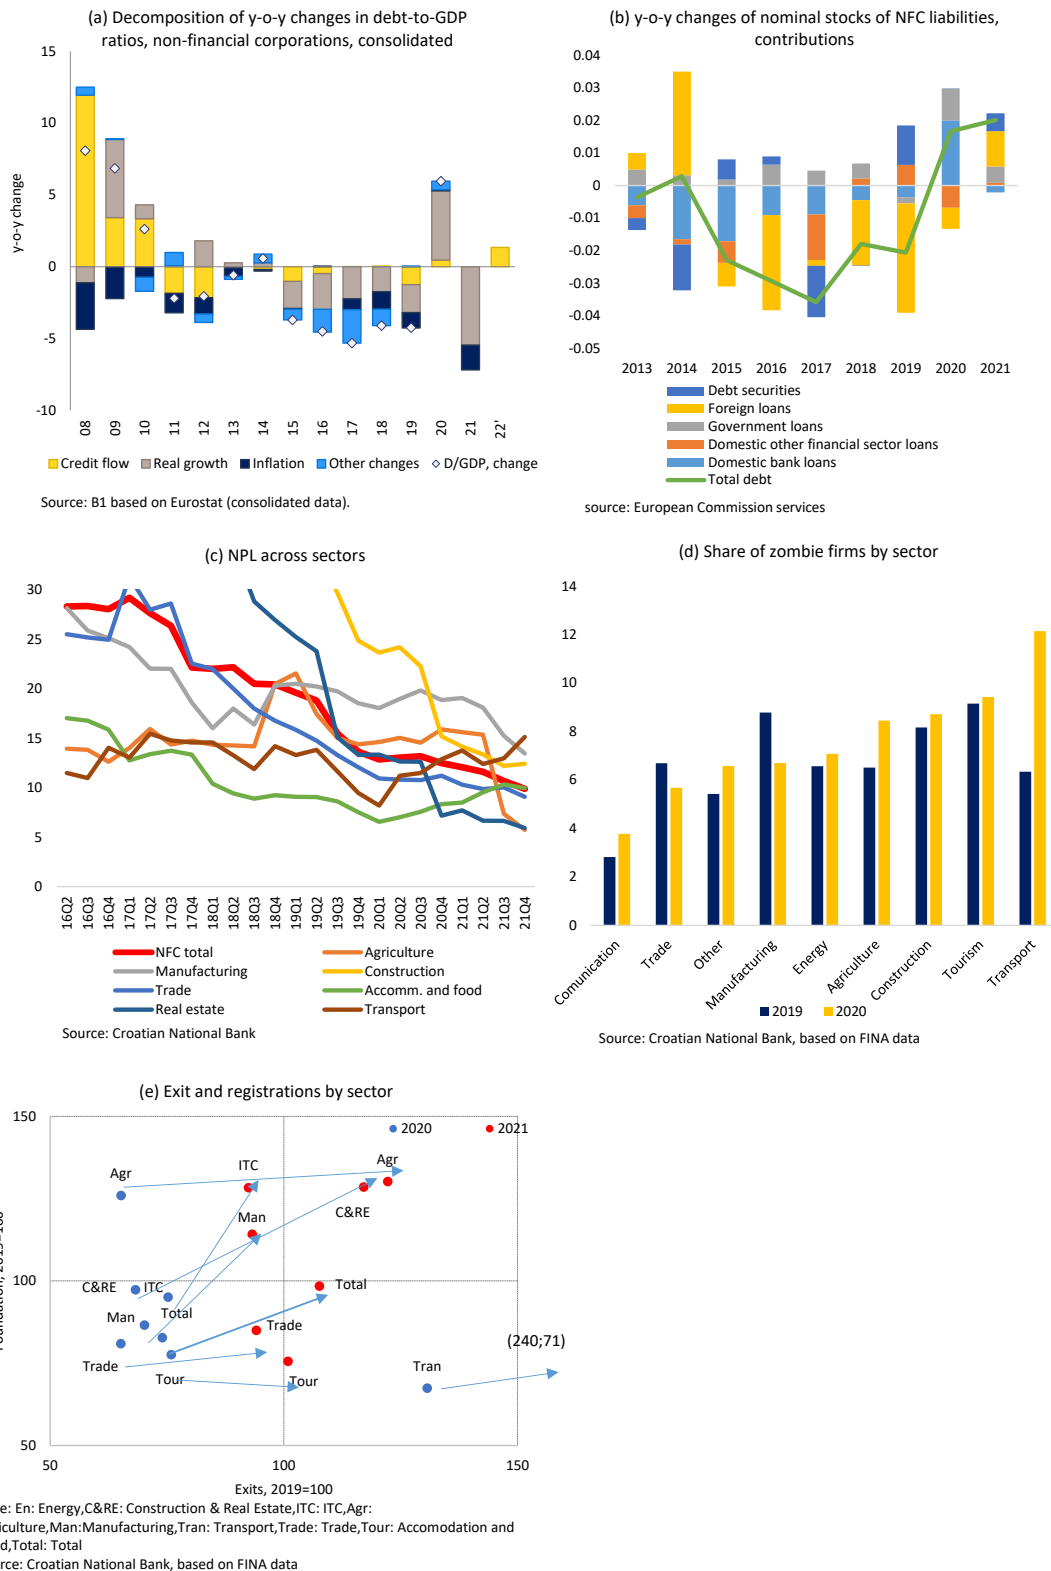 (a) Decomposition of y-o-y changes in debt-to-GDP
ratios, non-financial corporations, consolidated
15
10
5
0
-5
-10
y-o-y change
08
09
10
11
12
13
14
15
16
17
18
19
20
21
22'
Credit flow
Real growth
Inflation
Other changes
D/GDP, change
Source: B1 based on Eurostat (consolidated data).
(b) y-o-y changes of nominal stocks of NFC liabilities,
contributions
0.04
0.03
0.02
0.01
0
-0.01
-0.02
-0.03
-0.04
-0.05
2013 2014 2015 2016 2017 2018 2019 2020 2021
Debt securities
Foreign loans
Government loans
Domestic other financial sector loans
Domestic bank loans
Total debt
source: European Commission services
(c) NPL across sectors
30
25
20
15
10
5
0
16Q2
16Q3
16Q4
17Q1
17Q2
17Q3
17Q4
18Q1
18Q2
18Q3
18Q4
19Q1
19Q2
19Q3
19Q4
20Q1
20Q2
20Q3
20Q4
21Q1
21Q2
21Q3
21Q4
NFC total
Agriculture
Manufacturing
Construction
Trade
Accomm. and food
Real estate
Transport
Source: Croatian National Bank
(d) Share of zombie firms by sector
14
12
10
8
6
4
2
0
Comunication
Trade
Other
Manufacturing
Energy
Agriculture
Construction
Tourism
Transport
2019
2020
Source: Croatian National Bank, based on FINA data
(e) Exit and registrations by sector
150
100
50
2020
2021
Agr
ITC
Agr
Man
C&RE
C&RE
ITC
Total
Man
Total
Trade
Trade
Tour
Tour
Tran
(240;71)
50
100
150
Exits, 2019=100
e: En: Energy,C&RE: Construction & Real Estate,ITC: ITC,Agr:
iculture,Man:Manufacturing,Tran: Transport,Trade: Trade,Tour: Accomodation and
d,Total: Total
rce: Croatian National Bank, based on FINA data